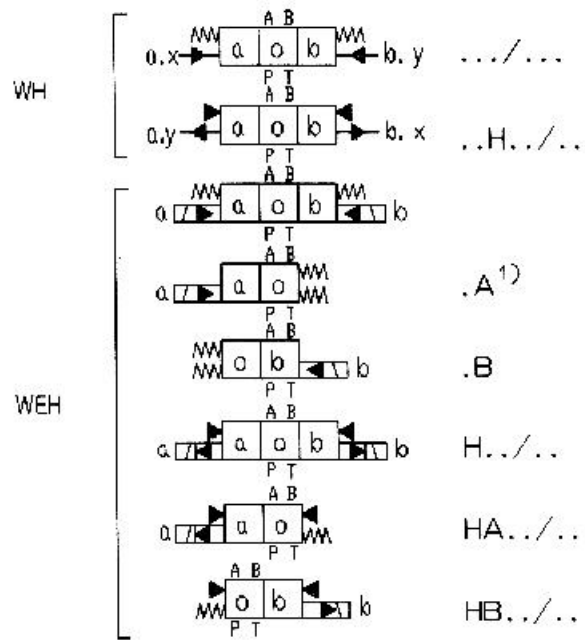 A B
a.x a o b b.y .../...
P T
WH
A B
a.y a o b b.x ..H../..
P T
A B
a a o b b
P T
A B
a a o .A¹⁾
P T
A B
o b b .B
P T
WEH
A B
a a o b b H../..
P T
A B
a a o HA../..
P T
A B
o b b HB../..
P T